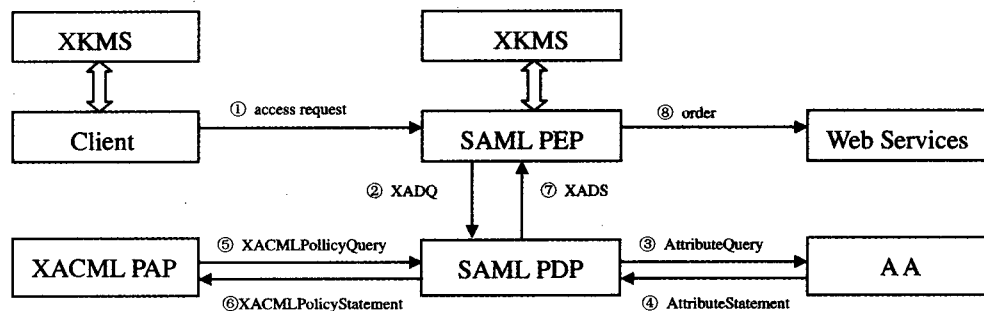 XKMS
XKMS
① access request
⑧ order
Client
SAML PEP
Web Services
② XADQ
⑦ XADS
⑤ XACMLPollicyQuery
③ AttributeQuery
XACML PAP
SAML PDP
A A
⑥XACMLPolicyStatement
④ AttributeStatement